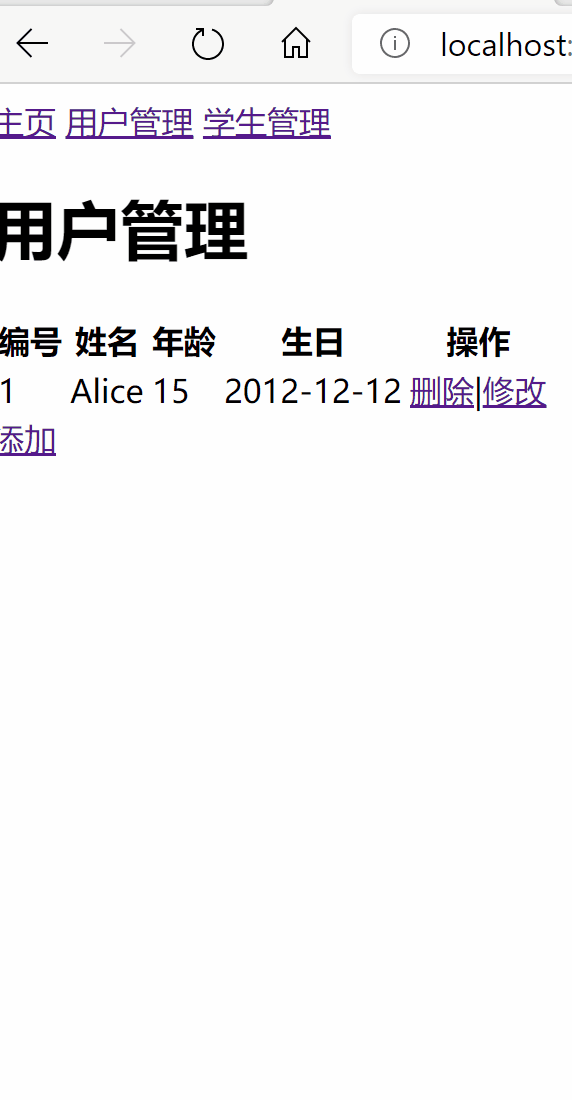 localhost:
主页 用户管理 学生管理
用户管理
编号 姓名 年龄 生日 操作
1 Alice 15 2012-12-12 删除|修改
添加